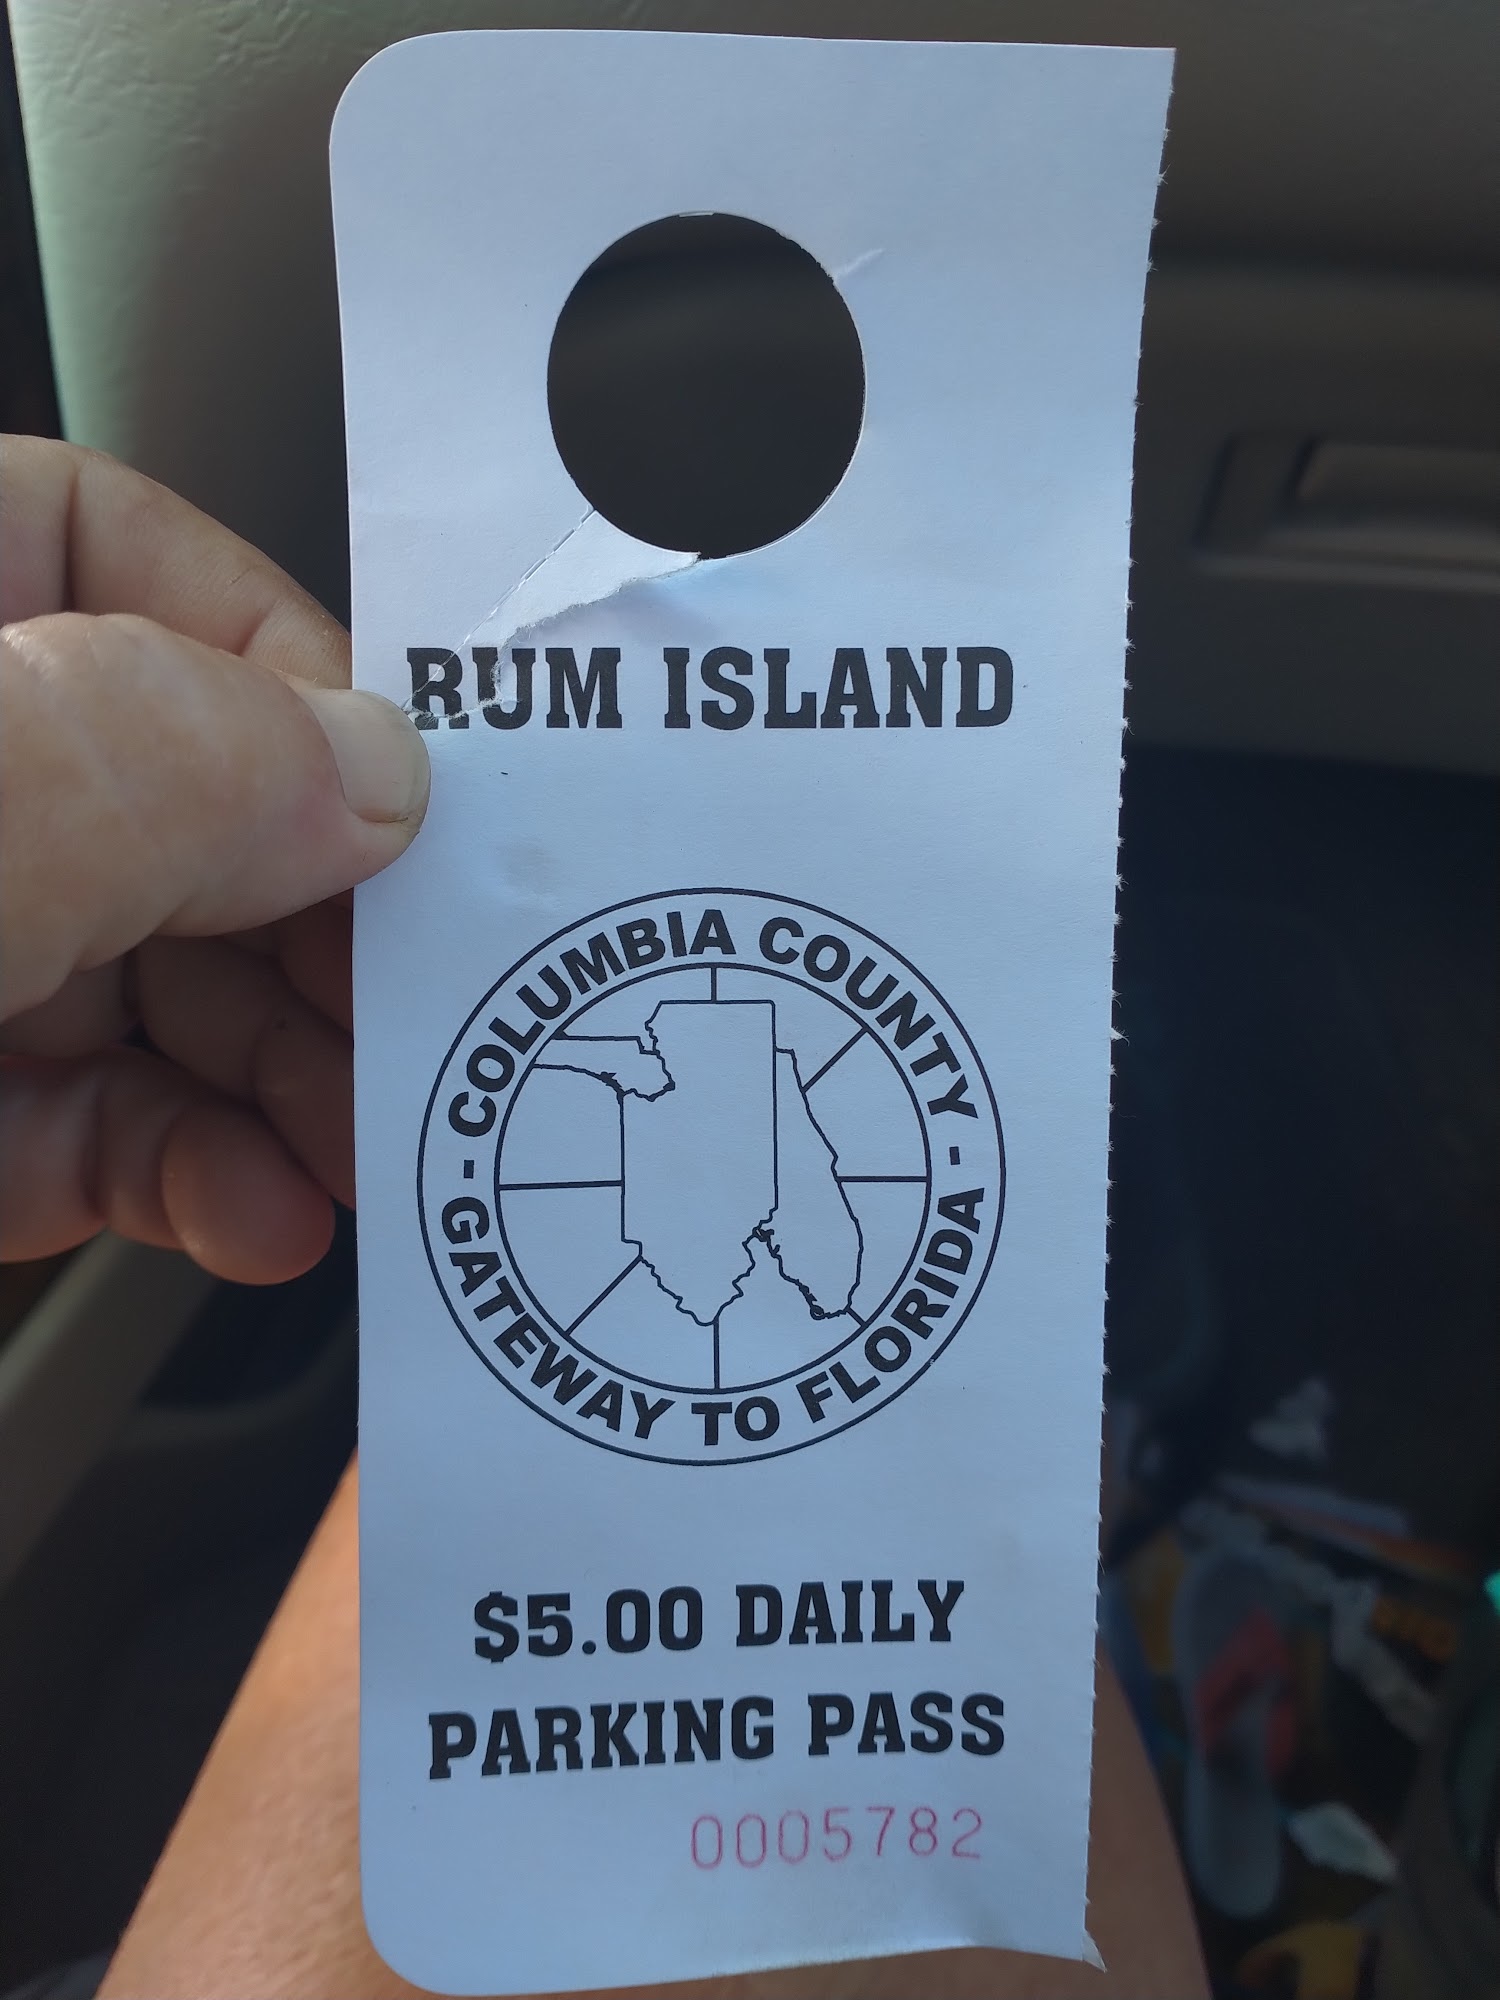 RUM ISLAND
COLUMBIA COUNTY
- GATEWAY TO FLORIDA -
$5.00 DAILY
PARKING PASS
0005782